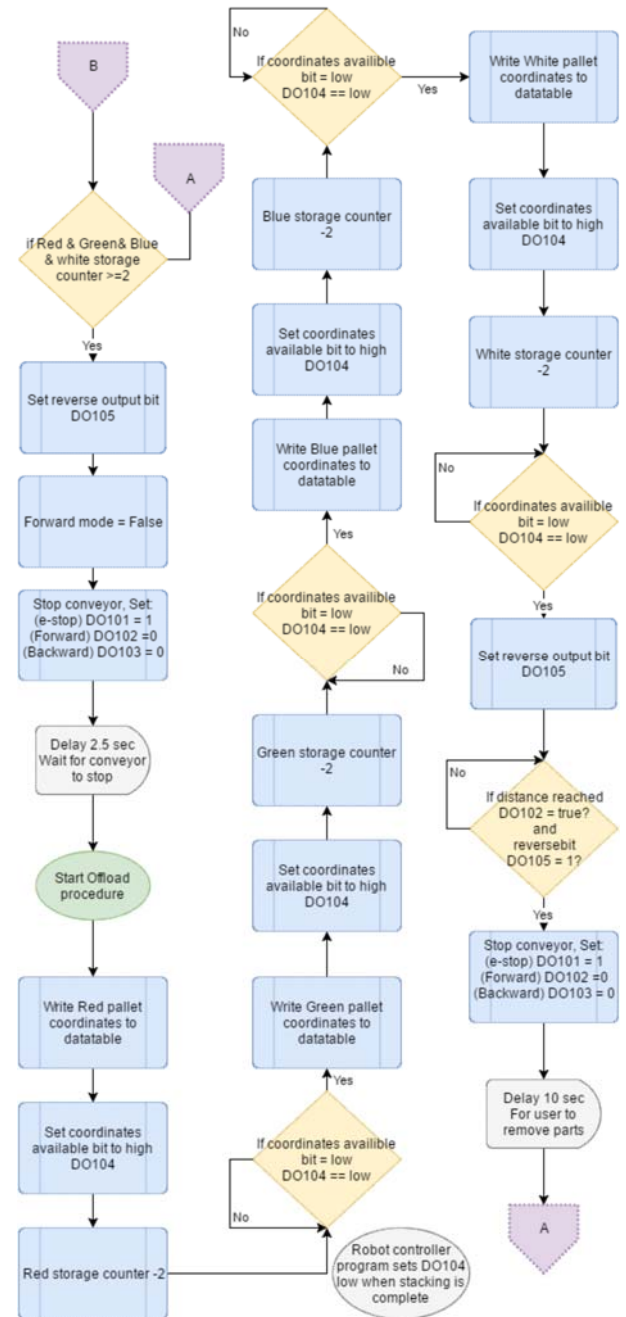 B
A
if Red & Green& Blue
& white storage
counter >=2
Yes
Set reverse output bit
DO105
Forward mode = False
Stop conveyor, Set:
(e-stop) DO101 = 1
(Forward) DO102 =0
(Backward) DO103 = 0
Delay 2.5 sec
Wait for conveyor
to stop
Start Offload
procedure
Write Red pallet
coordinates to
datatable
Set coordinates
available bit to high
DO104
Red storage counter -2
If coordinates availible
bit = low
DO104 == low
No
Yes
Robot controller
program sets DO104
low when stacking is
complete
Write Green pallet
coordinates to
datatable
Set coordinates
available bit to high
DO104
Green storage counter
-2
If coordinates availible
bit = low
DO104 == low
No
Yes
Write Blue pallet
coordinates to
datatable
Set coordinates
available bit to high
DO104
Blue storage counter
-2
If coordinates availible
bit = low
DO104 == low
No
Yes
Write White pallet
coordinates to
datatable
Set coordinates
available bit to high
DO104
White storage counter
-2
If coordinates availible
bit = low
DO104 == low
No
Yes
Set reverse output bit
DO105
If distance reached
DO102 = true?
and
reversebit
DO105 = 1?
No
Yes
Stop conveyor, Set:
(e-stop) DO101 = 1
(Forward) DO102 =0
(Backward) DO103 = 0
Delay 10 sec
For user to
remove parts
A